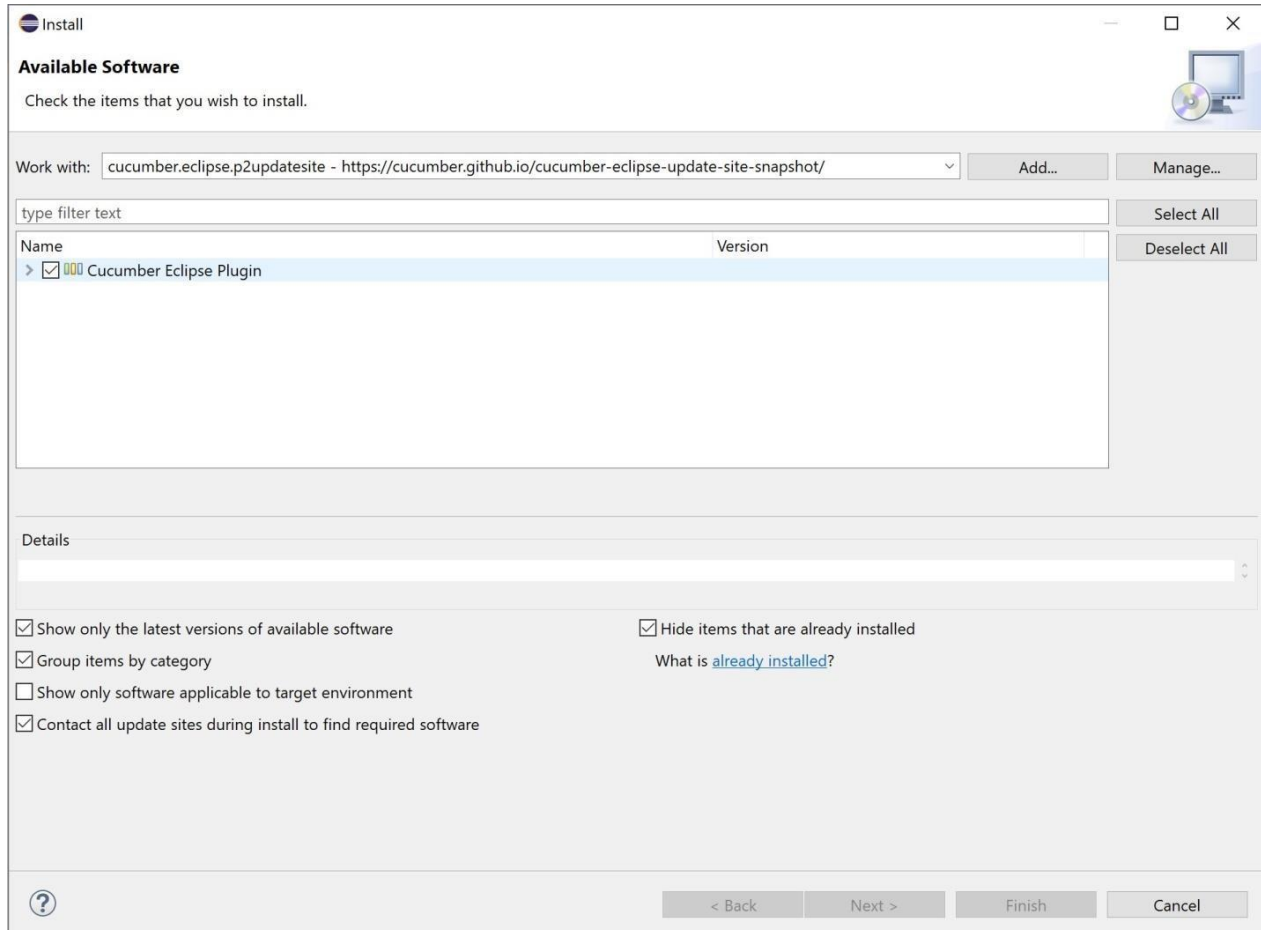 Install
Available Software
Check the items that you wish to install.
Work with: cucumber.eclipse.p2updatesite - https://cucumber.github.io/cucumber-eclipse-update-site-snapshot/ Add... Manage...
type filter text Select All
Name Version Deselect All
Cucumber Eclipse Plugin
Details
Show only the latest versions of available software Hide items that are already installed
Group items by category What is already installed?
Show only software applicable to target environment
Contact all update sites during install to find required software
? < Back Next > Finish Cancel